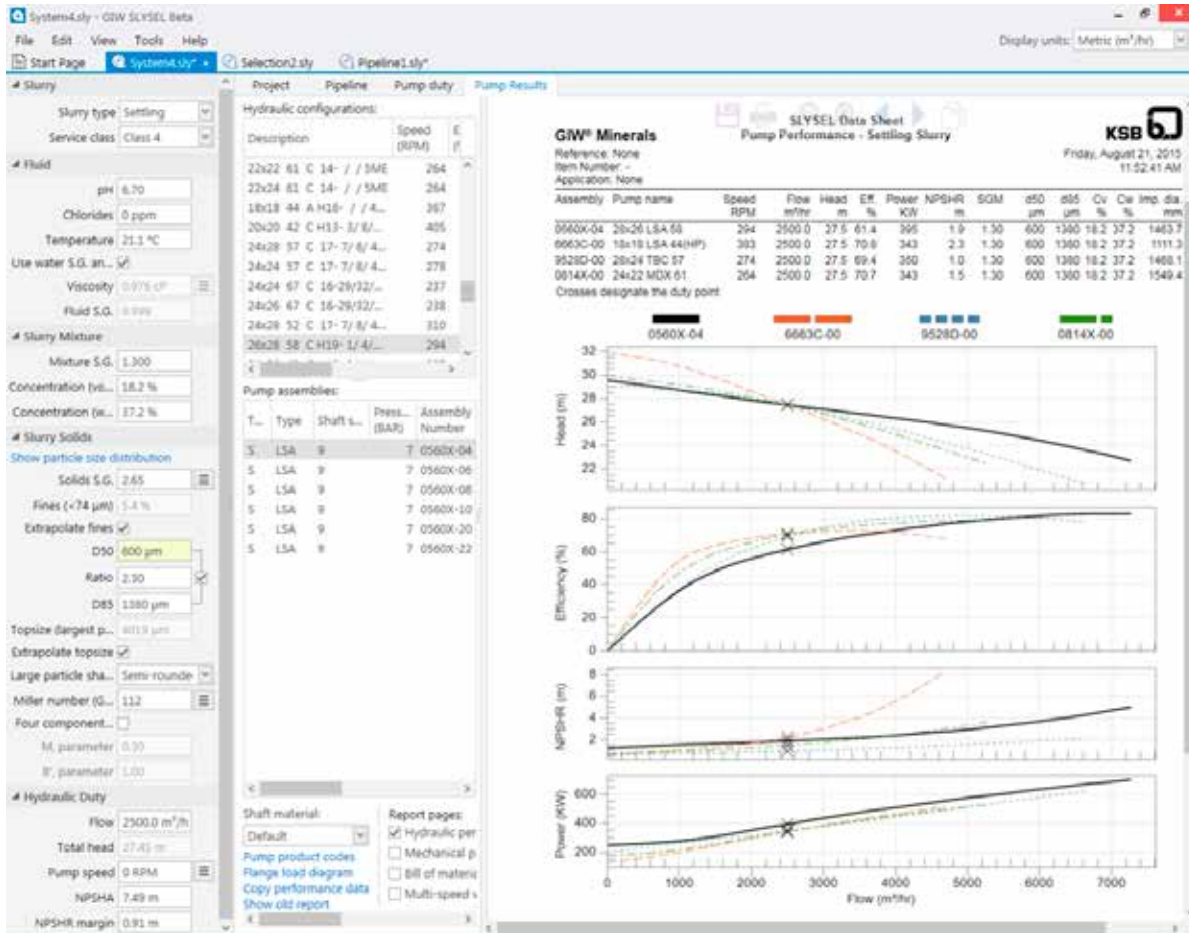 System4.sly - GIW SLYSEL Beta
File Edit View Tools Help
Display units: Metric (m³/hr)
Start Page System4.sly* Selection2.sly Pipeline1.sly*
Slurry
Slurry type Settling
Service class Class 4
Fluid
pH 6.70
Chlorides 0 ppm
Temperature 21.1 °C
Use water S.G. an...
Viscosity 0.976 cP
Fluid S.G. 0.999
Slurry Mixture
Mixture S.G. 1.300
Concentration (vo... 18.2 %
Concentration (w... 37.2 %
Slurry Solids
Show particle size distribution
Solids S.G. 2.65
Fines (<74 µm) 5.4 %
Extrapolate fines
D50 600 µm
Ratio 2.30
D85 1380 µm
Topsize (largest p... 4019 µm
Extrapolate topsize
Large particle sha... Semi-rounde
Miller number (G... 112
Four component...
M, parameter 0.30
B', parameter 1.00
Hydraulic Duty
Flow 2500.0 m³/h
Total head 27.45 m
Pump speed 0 RPM
NPSHA 7.49 m
NPSHR margin 0.91 m
Project Pipeline Pump duty Pump Results
Hydraulic configurations:
Description Speed (RPM)
22x22 61 C 14- / / 5ME 264
22x24 61 C 14- / / 5ME 264
18x18 44 A H18- / / 4... 367
20x20 42 C H13- 3/ 8/... 405
24x28 57 C 17- 7/ 8/ 4... 274
24x24 57 C 17- 7/ 8/ 4... 278
24x24 67 C 16-29/32/... 237
24x26 67 C 16-29/32/... 238
24x28 52 C 17- 7/ 8/ 4... 310
26x28 58 C H19- 1/ 4/... 294
Pump assemblies:
T... Type Shaft s... Press... (BAR) Assembly Number
S LSA 9 7 0560X-04
S LSA 9 7 0560X-06
S LSA 9 7 0560X-08
S LSA 9 7 0560X-10
S LSA 9 7 0560X-20
S LSA 9 7 0560X-22
Shaft material:
Default
Pump product codes
Flange load diagram
Copy performance data
Show old report
Report pages:
Hydraulic per
Mechanical p
Bill of materia
Multi-speed
GIW® Minerals
SLYSEL Data Sheet
Pump Performance - Settling Slurry
KSB
Reference: None
Item Number: -
Application: None
Friday, August 21, 2015
11:52:41 AM
Assembly Pump name Speed Flow Head Eff. Power NPSHR SGM d50 d85 Cv Cw Imp. dia.
RPM m³/hr m % KW m µm µm % % mm
0560X-04 28x26 LSA 58 294 2500.0 27.5 61.4 395 1.9 1.30 600 1380 18.2 37.2 1463.7
6663C-00 18x18 LSA 44(HP) 383 2500.0 27.5 70.8 343 2.3 1.30 600 1380 18.2 37.2 1111.3
9528D-00 28x24 TBC 57 274 2500.0 27.5 69.4 350 1.0 1.30 600 1380 18.2 37.2 1468.1
0814X-00 24x22 MDX 61 264 2500.0 27.5 70.7 343 1.5 1.30 600 1380 18.2 37.2 1549.4
Crosses designate the duty point
0560X-04 6663C-00 9528D-00 0814X-00
Head (m)
32
30
28
26
24
22
Efficiency (%)
80
60
40
20
0
NPSHR (m)
8
6
4
2
Power (KW)
600
400
200
0 1000 2000 3000 4000 5000 6000 7000
Flow (m³/hr)